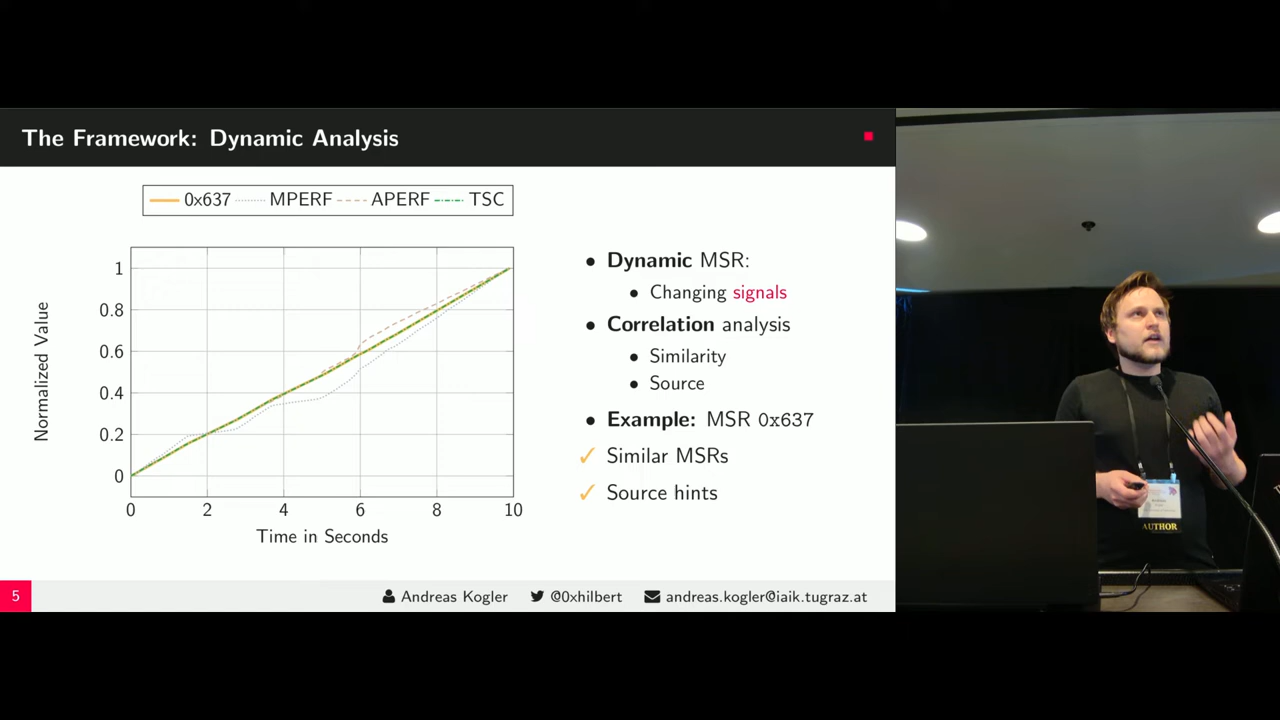 The Framework: Dynamic Analysis
0x637 MPERF APERF TSC
1
0.8
0.6
0.4
0.2
0
0 2 4 6 8 10
Normalized Value
Time in Seconds
• Dynamic MSR:
• Changing signals
• Correlation analysis
• Similarity
• Source
• Example: MSR 0x637
✓ Similar MSRs
✓ Source hints
5
Andreas Kogler @0xhilbert andreas.kogler@iaik.tugraz.at
AUTHOR